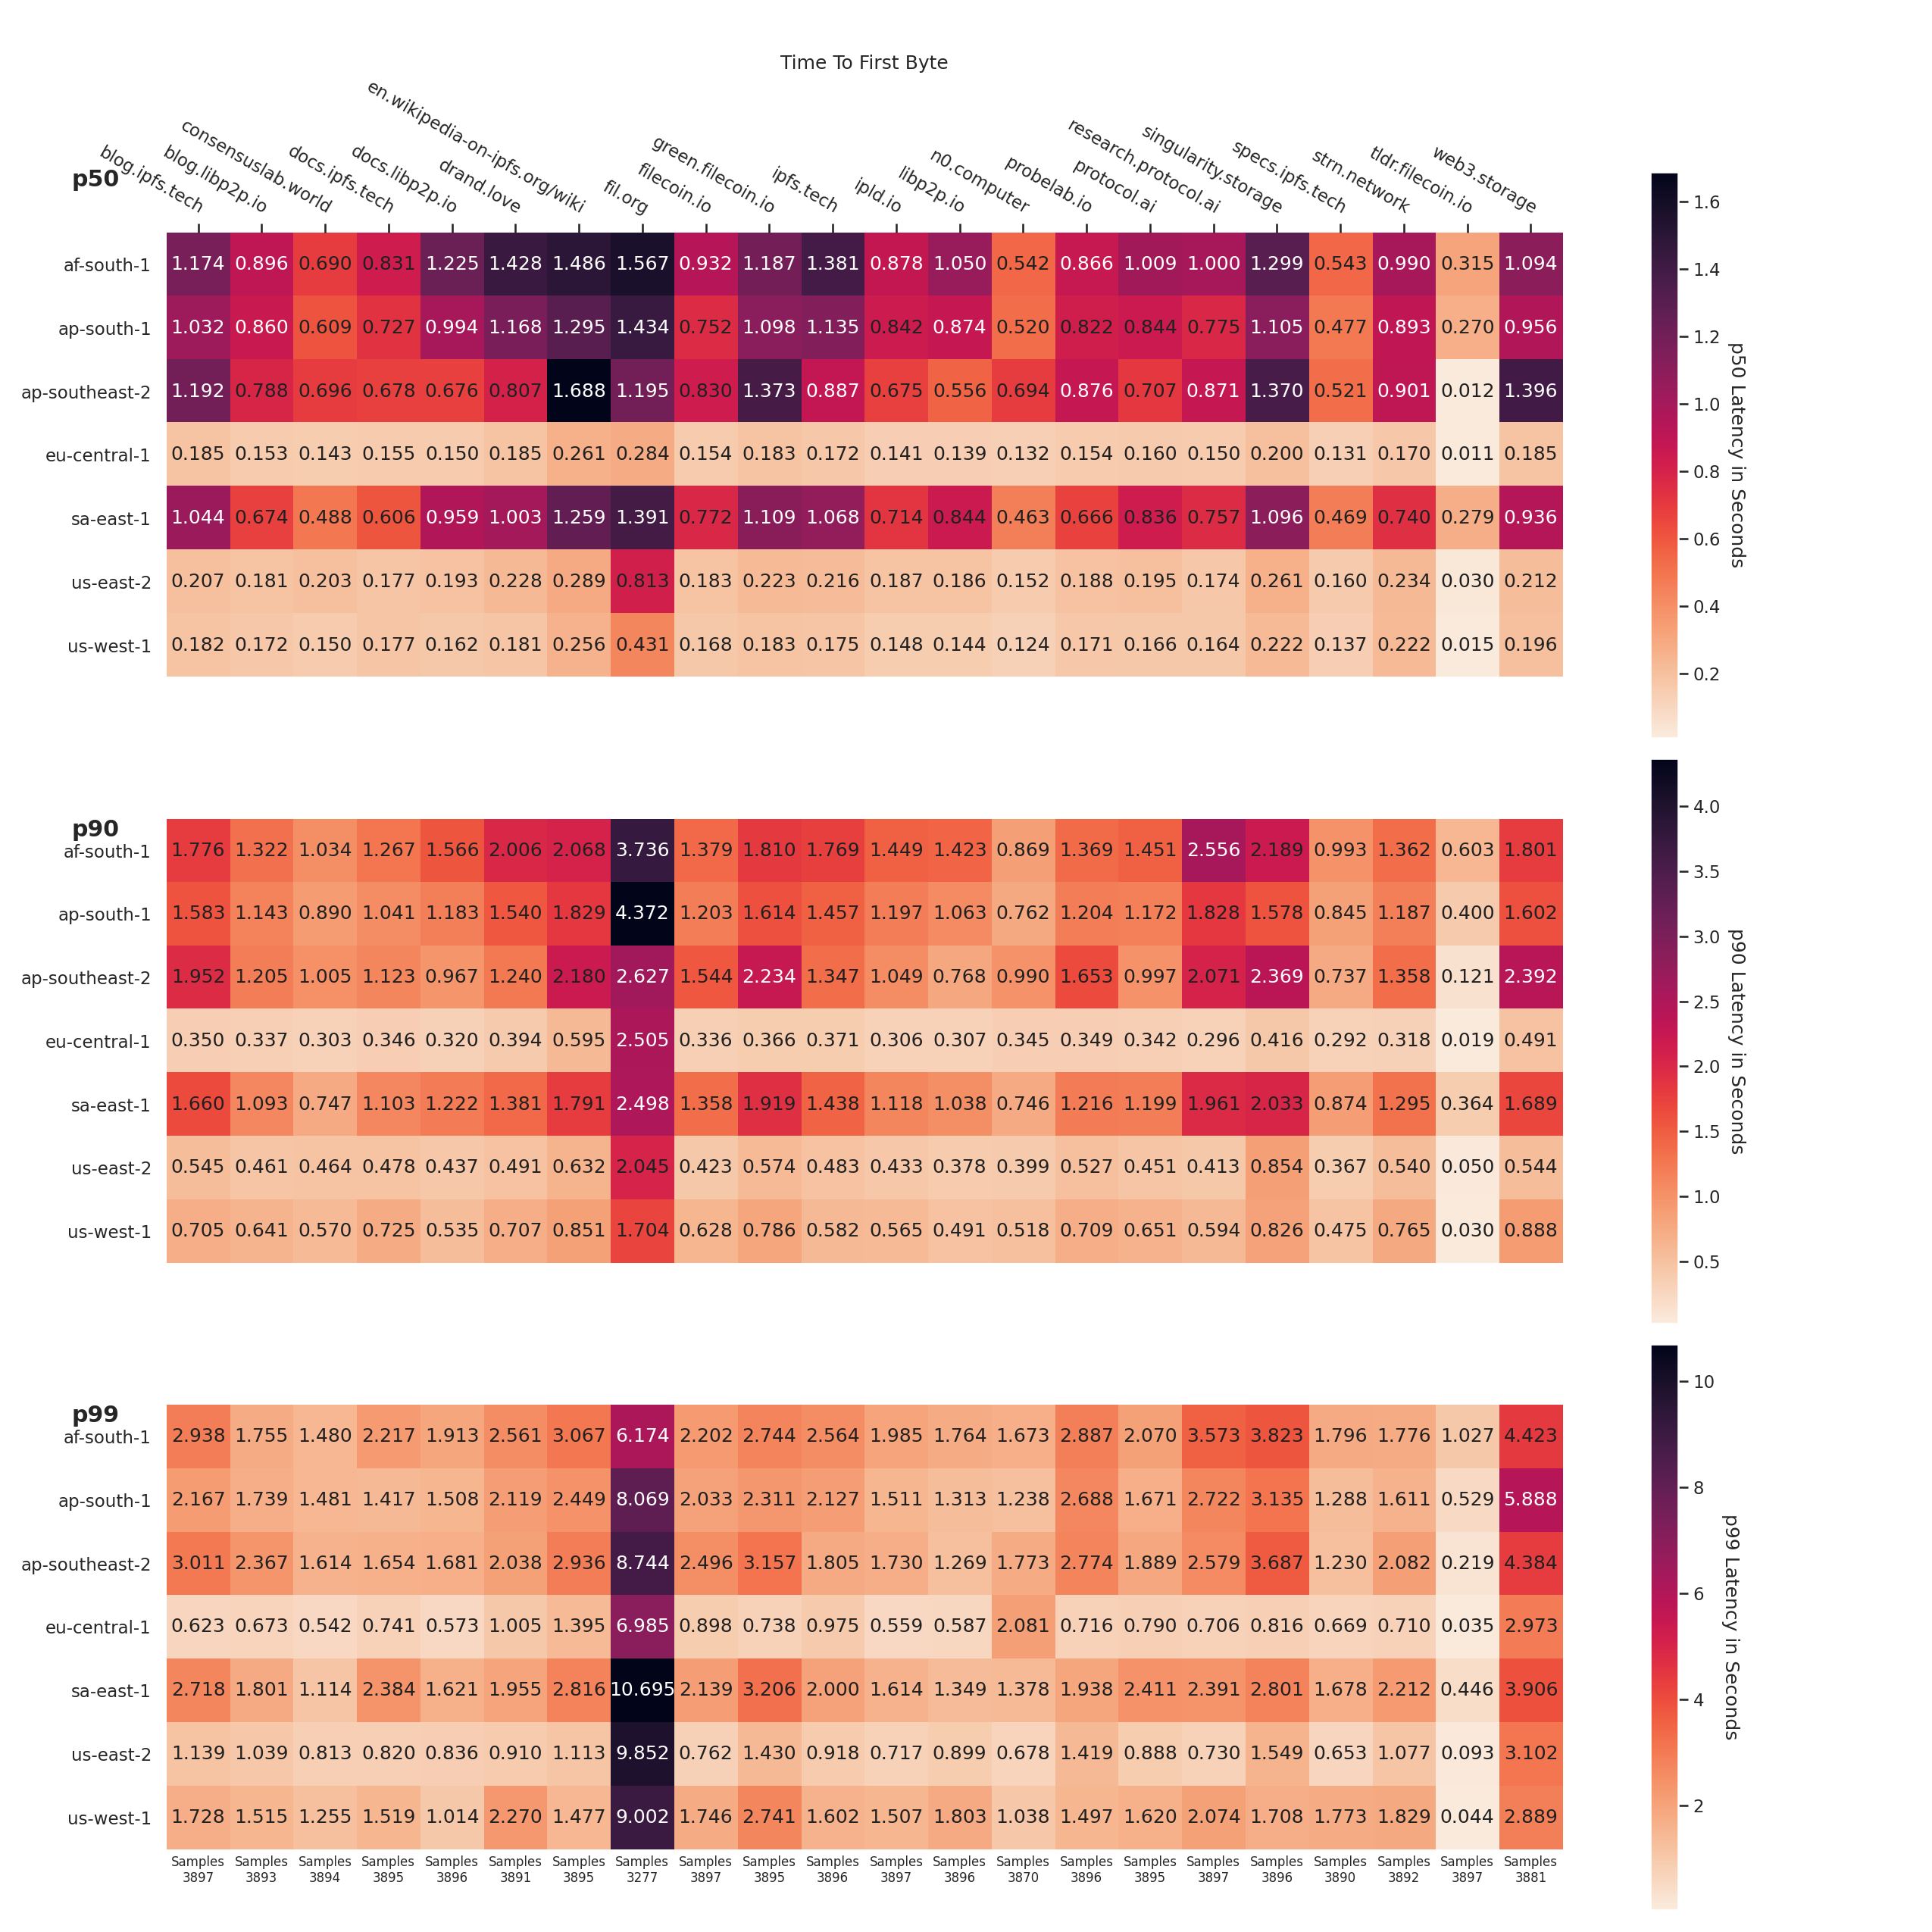 Time To First Byte
p50
blog.ipfs.tech
blog.libp2p.io
consensuslab.world
docs.ipfs.tech
docs.libp2p.io
drand.love
en.wikipedia-on-ipfs.org/wiki
fil.org
filecoin.io
green.filecoin.io
ipfs.tech
ipld.io
libp2p.io
n0.computer
probelab.io
protocol.ai
research.protocol.ai
singularity.storage
specs.ipfs.tech
strn.network
tldr.filecoin.io
web3.storage
af-south-1 1.174 0.896 0.690 0.831 1.225 1.428 1.486 1.567 0.932 1.187 1.381 0.878 1.050 0.542 0.866 1.009 1.000 1.299 0.543 0.990 0.315 1.094
ap-south-1 1.032 0.860 0.609 0.727 0.994 1.168 1.295 1.434 0.752 1.098 1.135 0.842 0.874 0.520 0.822 0.844 0.775 1.105 0.477 0.893 0.270 0.956
ap-southeast-2 1.192 0.788 0.696 0.678 0.676 0.807 1.688 1.195 0.830 1.373 0.887 0.675 0.556 0.694 0.876 0.707 0.871 1.370 0.521 0.901 0.012 1.396
eu-central-1 0.185 0.153 0.143 0.155 0.150 0.185 0.261 0.284 0.154 0.183 0.172 0.141 0.139 0.132 0.154 0.160 0.150 0.200 0.131 0.170 0.011 0.185
sa-east-1 1.044 0.674 0.488 0.606 0.959 1.003 1.259 1.391 0.772 1.109 1.068 0.714 0.844 0.463 0.666 0.836 0.757 1.096 0.469 0.740 0.279 0.936
us-east-2 0.207 0.181 0.203 0.177 0.193 0.228 0.289 0.813 0.183 0.223 0.216 0.187 0.186 0.152 0.188 0.195 0.174 0.261 0.160 0.234 0.030 0.212
us-west-1 0.182 0.172 0.150 0.177 0.162 0.181 0.256 0.431 0.168 0.183 0.175 0.148 0.144 0.124 0.171 0.166 0.164 0.222 0.137 0.222 0.015 0.196
1.6
1.4
1.2
1.0
0.8
0.6
0.4
0.2
p50 Latency in Seconds
p90
af-south-1 1.776 1.322 1.034 1.267 1.566 2.006 2.068 3.736 1.379 1.810 1.769 1.449 1.423 0.869 1.369 1.451 2.556 2.189 0.993 1.362 0.603 1.801
ap-south-1 1.583 1.143 0.890 1.041 1.183 1.540 1.829 4.372 1.203 1.614 1.457 1.197 1.063 0.762 1.204 1.172 1.828 1.578 0.845 1.187 0.400 1.602
ap-southeast-2 1.952 1.205 1.005 1.123 0.967 1.240 2.180 2.627 1.544 2.234 1.347 1.049 0.768 0.990 1.653 0.997 2.071 2.369 0.737 1.358 0.121 2.392
eu-central-1 0.350 0.337 0.303 0.346 0.320 0.394 0.595 2.505 0.336 0.366 0.371 0.306 0.307 0.345 0.349 0.342 0.296 0.416 0.292 0.318 0.019 0.491
sa-east-1 1.660 1.093 0.747 1.103 1.222 1.381 1.791 2.498 1.358 1.919 1.438 1.118 1.038 0.746 1.216 1.199 1.961 2.033 0.874 1.295 0.364 1.689
us-east-2 0.545 0.461 0.464 0.478 0.437 0.491 0.632 2.045 0.423 0.574 0.483 0.433 0.378 0.399 0.527 0.451 0.413 0.854 0.367 0.540 0.050 0.544
us-west-1 0.705 0.641 0.570 0.725 0.535 0.707 0.851 1.704 0.628 0.786 0.582 0.565 0.491 0.518 0.709 0.651 0.594 0.826 0.475 0.765 0.030 0.888
4.0
3.5
3.0
2.5
2.0
1.5
1.0
0.5
p90 Latency in Seconds
p99
af-south-1 2.938 1.755 1.480 2.217 1.913 2.561 3.067 6.174 2.202 2.744 2.564 1.985 1.764 1.673 2.887 2.070 3.573 3.823 1.796 1.776 1.027 4.423
ap-south-1 2.167 1.739 1.481 1.417 1.508 2.119 2.449 8.069 2.033 2.311 2.127 1.511 1.313 1.238 2.688 1.671 2.722 3.135 1.288 1.611 0.529 5.888
ap-southeast-2 3.011 2.367 1.614 1.654 1.681 2.038 2.936 8.744 2.496 3.157 1.805 1.730 1.269 1.773 2.774 1.889 2.579 3.687 1.230 2.082 0.219 4.384
eu-central-1 0.623 0.673 0.542 0.741 0.573 1.005 1.395 6.985 0.898 0.738 0.975 0.559 0.587 2.081 0.716 0.790 0.706 0.816 0.669 0.710 0.035 2.973
sa-east-1 2.718 1.801 1.114 2.384 1.621 1.955 2.816 10.695 2.139 3.206 2.000 1.614 1.349 1.378 1.938 2.411 2.391 2.801 1.678 2.212 0.446 3.906
us-east-2 1.139 1.039 0.813 0.820 0.836 0.910 1.113 9.852 0.762 1.430 0.918 0.717 0.899 0.678 1.419 0.888 0.730 1.549 0.653 1.077 0.093 3.102
us-west-1 1.728 1.515 1.255 1.519 1.014 2.270 1.477 9.002 1.746 2.741 1.602 1.507 1.803 1.038 1.497 1.620 2.074 1.708 1.773 1.829 0.044 2.889
Samples Samples Samples Samples Samples Samples Samples Samples Samples Samples Samples Samples Samples Samples Samples Samples Samples Samples Samples Samples Samples Samples
3897 3893 3894 3895 3896 3891 3895 3277 3897 3895 3896 3897 3896 3870 3896 3895 3897 3896 3890 3892 3897 3881
10
8
6
4
2
p99 Latency in Seconds